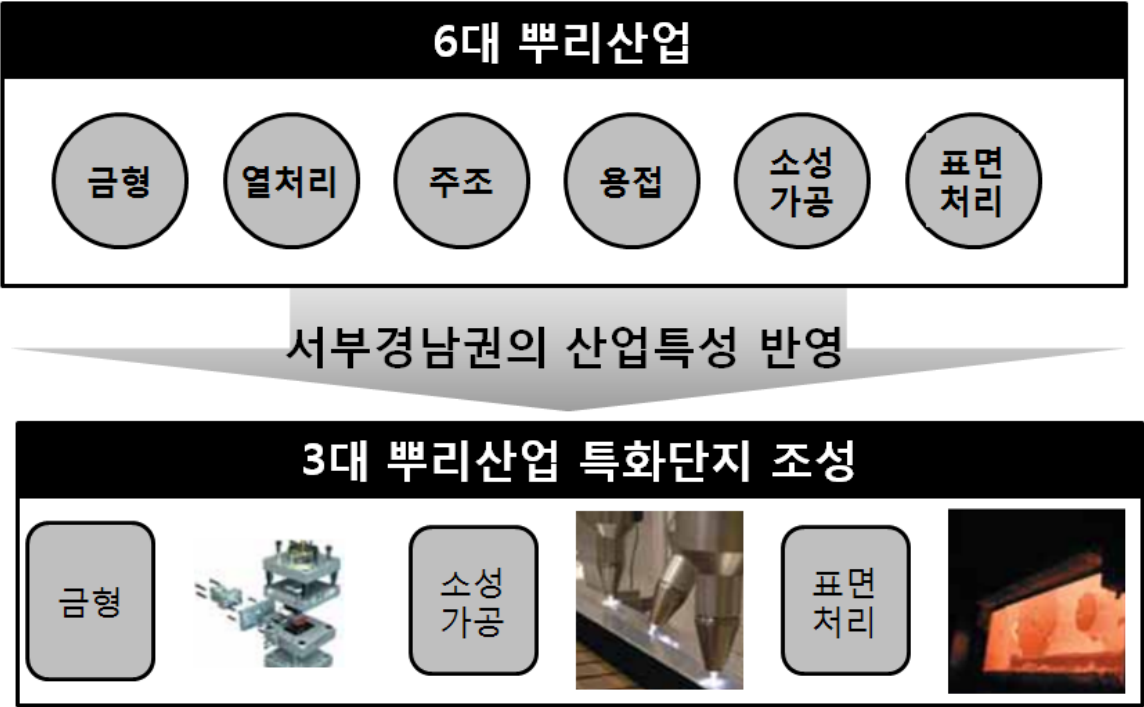 6대 뿌리산업
금형
열처리
주조
용접
소성
가공
표면
처리
서부경남권의 산업특성 반영
3대 뿌리산업 특화단지 조성
금형
소성
가공
표면
처리